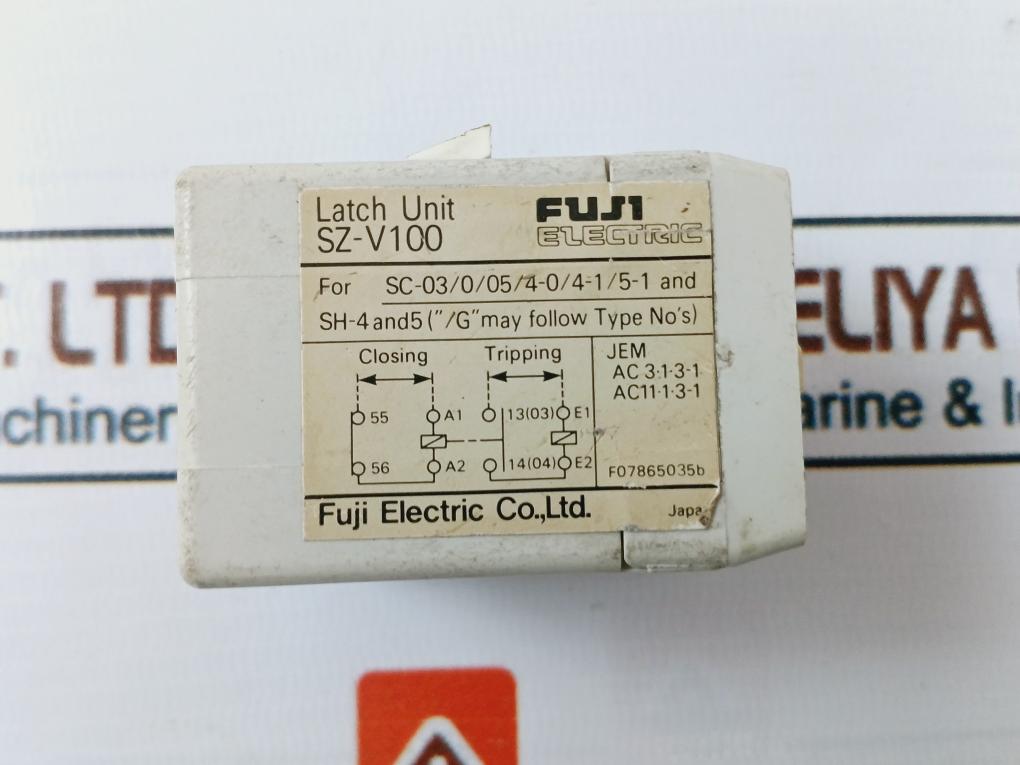 Latch Unit
SZ-V100
FUJI
ELECTRIC
For SC-03/0/05/4-0/4-1/5-1 and
SH-4 and5 ("/G" may follow Type No's)
Closing Tripping
55 A1 13(03) E1
56 A2 14(04) E2
JEM
AC 3·1·3-1
AC11·1·3-1
F07865035b
Fuji Electric Co.,Ltd.
Japa
T. LTD
ELIYA
chiner
arine & I